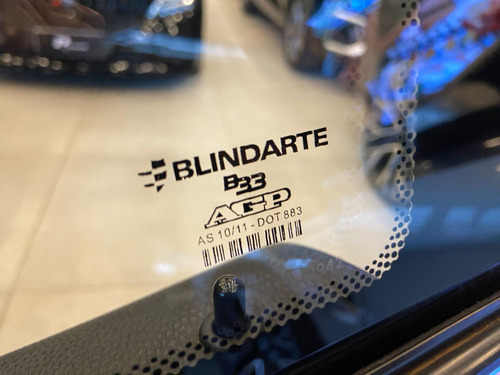 BLINDARTE
B33
AGP
AS 10/11 - DOT 883